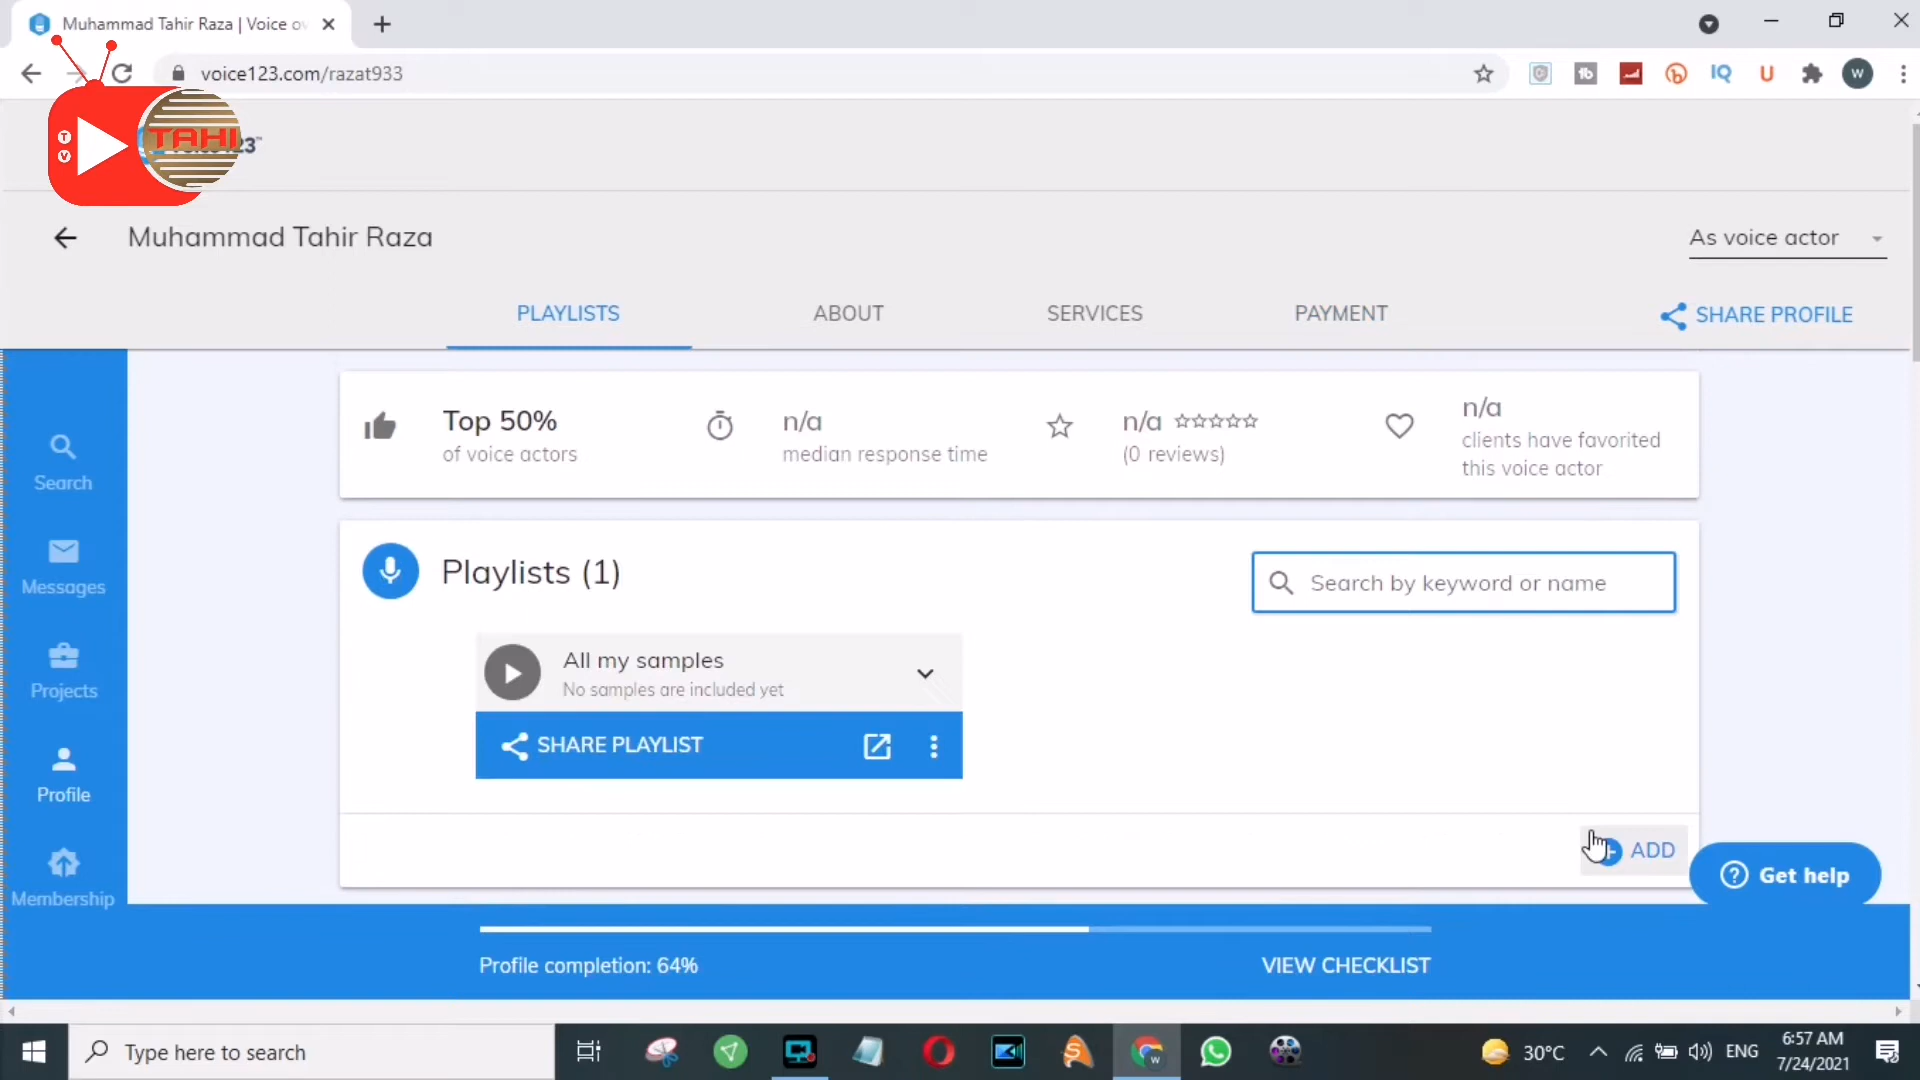 Muhammad Tahir Raza | Voice ov
voice123.com/razat933
IQ
U
W
T
V
TAHI
23™
Muhammad Tahir Raza
As voice actor
PLAYLISTS
ABOUT
SERVICES
PAYMENT
SHARE PROFILE
Top 50%
of voice actors
n/a
median response time
n/a
(0 reviews)
n/a
clients have favorited
this voice actor
Search
Messages
Projects
Profile
Membership
Playlists (1)
Search by keyword or name
All my samples
No samples are included yet
SHARE PLAYLIST
ADD
Get help
Profile completion: 64%
VIEW CHECKLIST
Type here to search
30°C
ENG
6:57 AM
7/24/2021